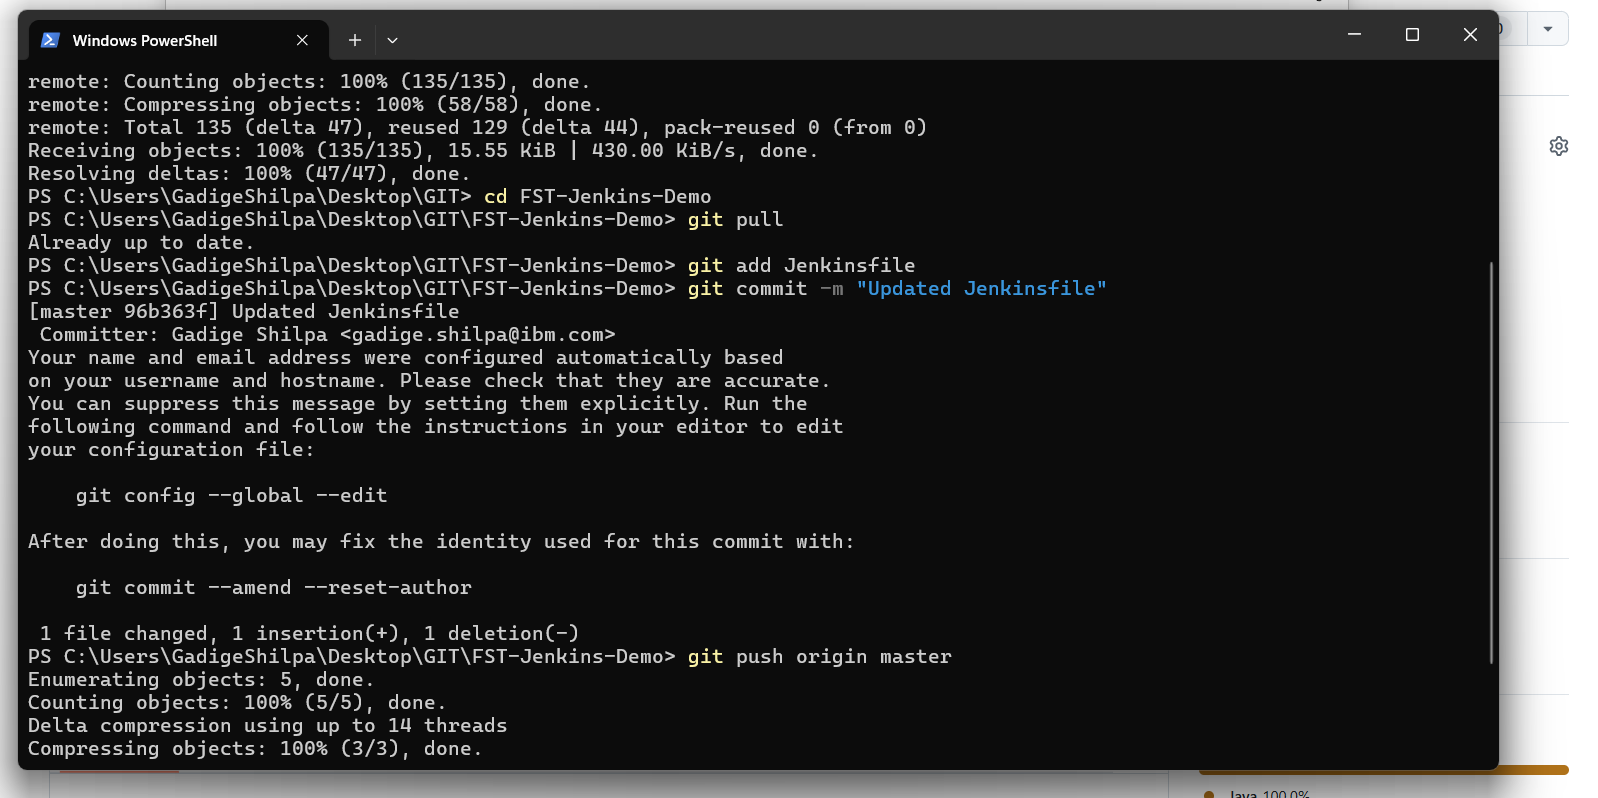 Windows PowerShell
remote: Counting objects: 100% (135/135), done.
remote: Compressing objects: 100% (58/58), done.
remote: Total 135 (delta 47), reused 129 (delta 44), pack-reused 0 (from 0)
Receiving objects: 100% (135/135), 15.55 KiB | 430.00 KiB/s, done.
Resolving deltas: 100% (47/47), done.
PS C:\Users\GadigeShilpa\Desktop\GIT> cd FST-Jenkins-Demo
PS C:\Users\GadigeShilpa\Desktop\GIT\FST-Jenkins-Demo> git pull
Already up to date.
PS C:\Users\GadigeShilpa\Desktop\GIT\FST-Jenkins-Demo> git add Jenkinsfile
PS C:\Users\GadigeShilpa\Desktop\GIT\FST-Jenkins-Demo> git commit -m "Updated Jenkinsfile"
[master 96b363f] Updated Jenkinsfile
 Committer: Gadige Shilpa <gadige.shilpa@ibm.com>
Your name and email address were configured automatically based
on your username and hostname. Please check that they are accurate.
You can suppress this message by setting them explicitly. Run the
following command and follow the instructions in your editor to edit
your configuration file:
    git config --global --edit
After doing this, you may fix the identity used for this commit with:
    git commit --amend --reset-author
 1 file changed, 1 insertion(+), 1 deletion(-)
PS C:\Users\GadigeShilpa\Desktop\GIT\FST-Jenkins-Demo> git push origin master
Enumerating objects: 5, done.
Counting objects: 100% (5/5), done.
Delta compression using up to 14 threads
Compressing objects: 100% (3/3), done.
Java 100.0%